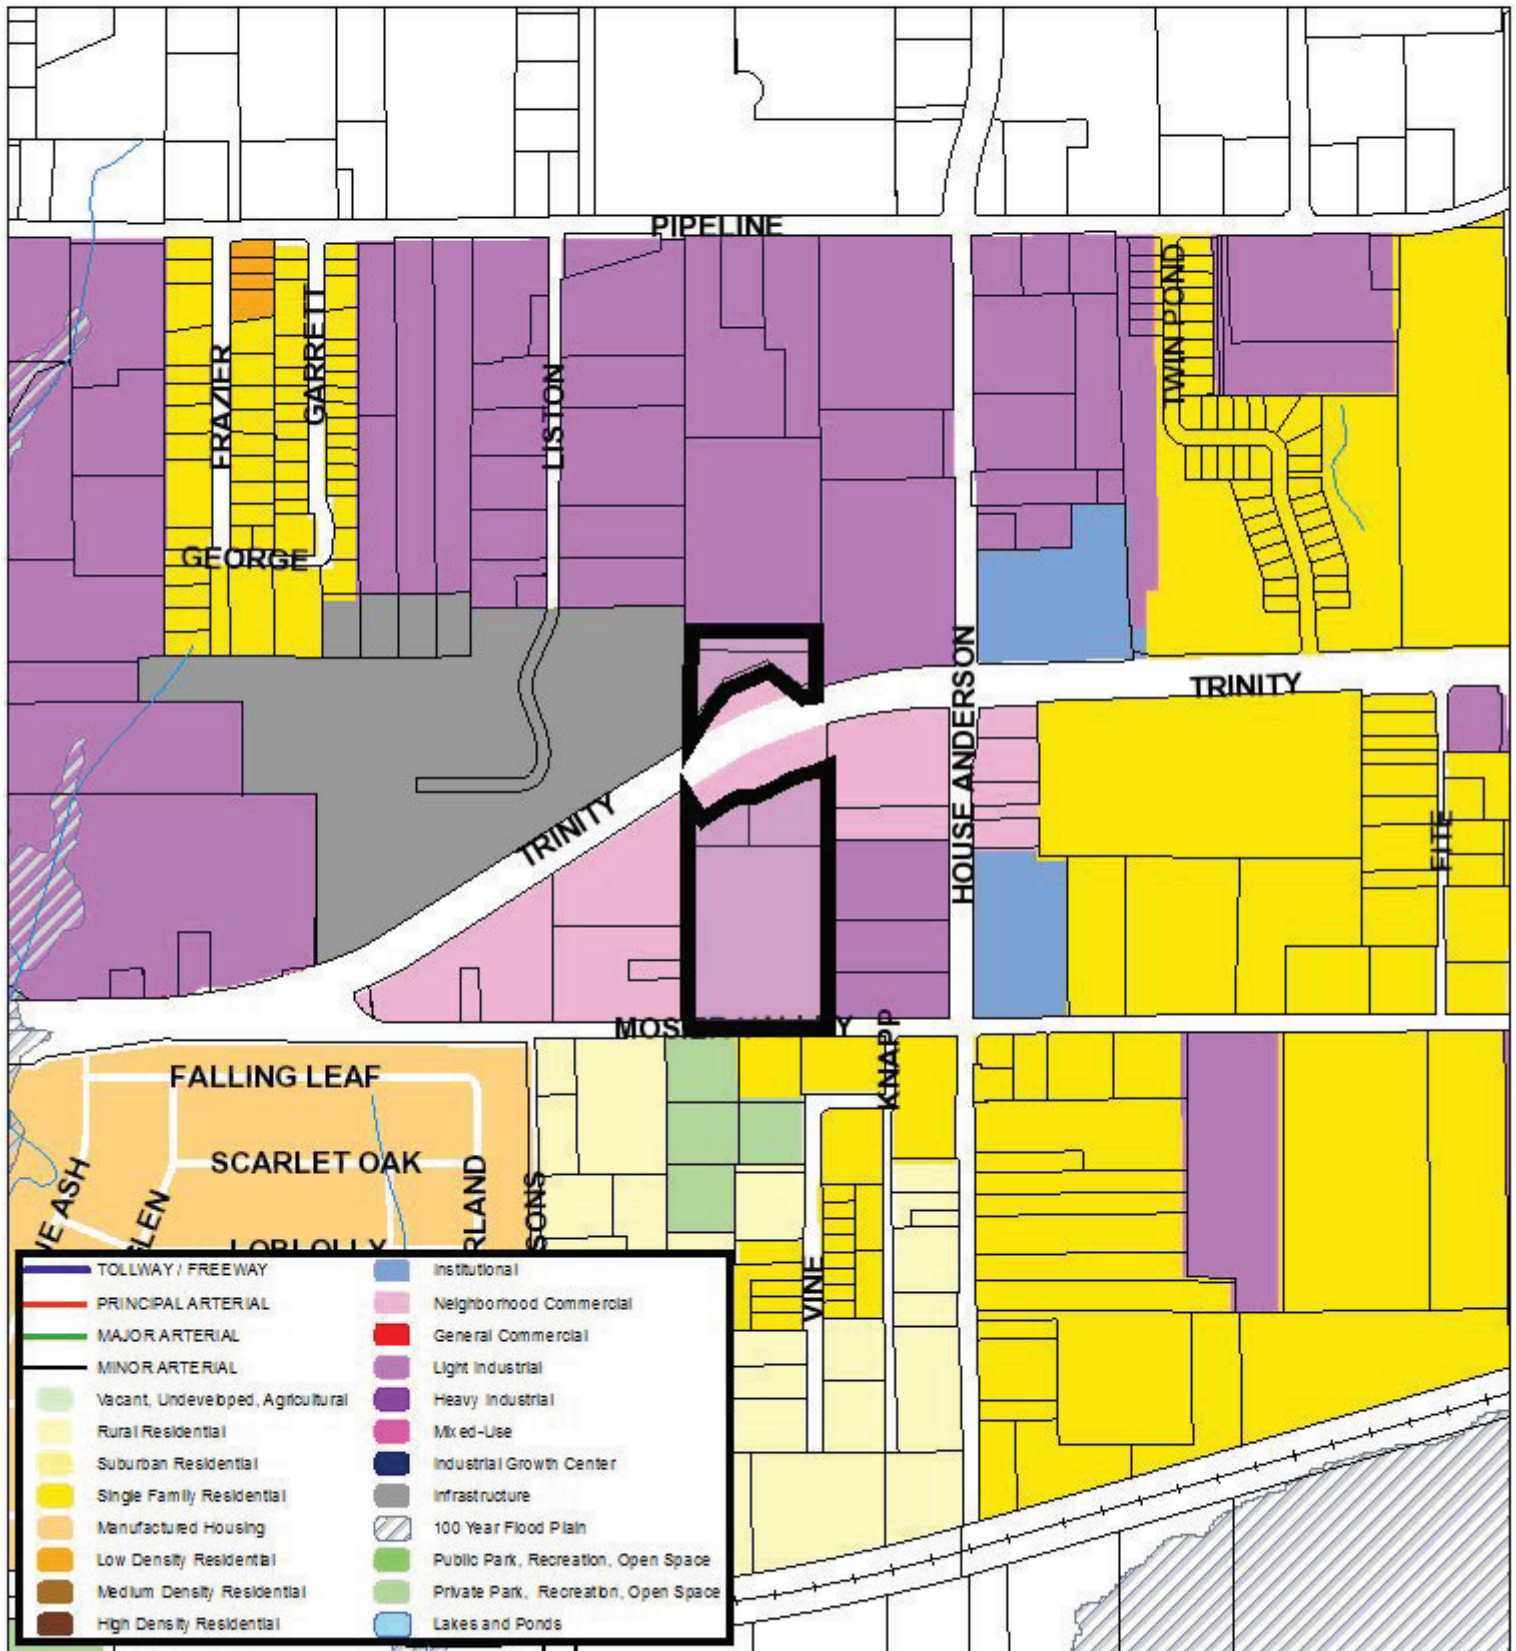 PIPELINE
TWIN POND
GARRETT
FRAZIER
LISTON
GEORGE
HOUSE ANDERSON
TRINITY
TRINITY
FITE
KNAPP
FALLING LEAF
SCARLET OAK
VINE
LOBLOLLY
TOLLWAY / FREEWAY
PRINCIPAL ARTERIAL
MAJOR ARTERIAL
MINOR ARTERIAL
Vacant, Undeveloped, Agricultural
Rural Residential
Suburban Residential
Single Family Residential
Manufactured Housing
Low Density Residential
Medium Density Residential
High Density Residential
Institutional
Neighborhood Commercial
General Commercial
Light Industrial
Heavy Industrial
Mixed-Use
Industrial Growth Center
Infrastructure
100 Year Flood Plain
Public Park, Recreation, Open Space
Private Park, Recreation, Open Space
Lakes and Ponds